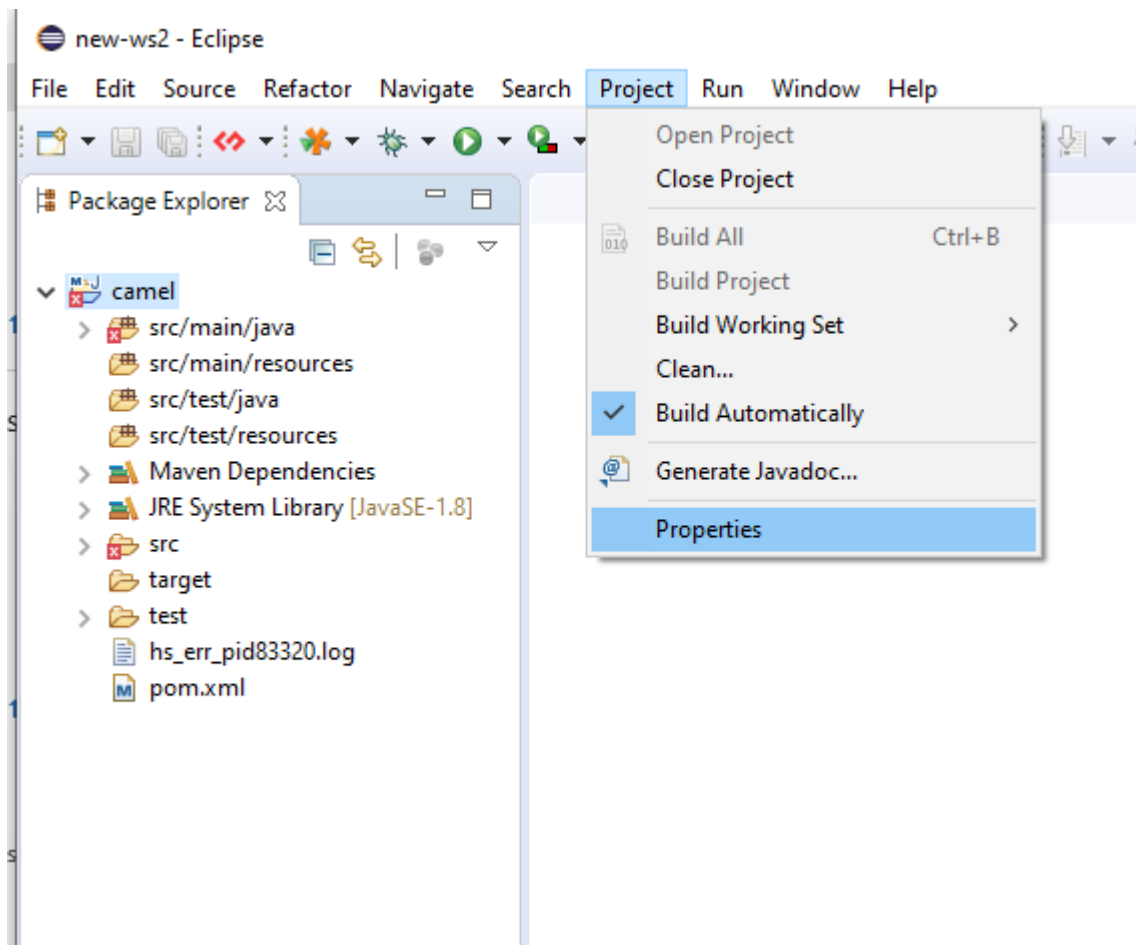 new-ws2 - Eclipse
File Edit Source Refactor Navigate Search Project Run Window Help
Open Project
Close Project
Build All Ctrl+B
Build Project
Build Working Set
Clean...
Build Automatically
Generate Javadoc...
Properties
Package Explorer
camel
src/main/java
src/main/resources
src/test/java
src/test/resources
Maven Dependencies
JRE System Library [JavaSE-1.8]
src
target
test
hs_err_pid83320.log
pom.xml